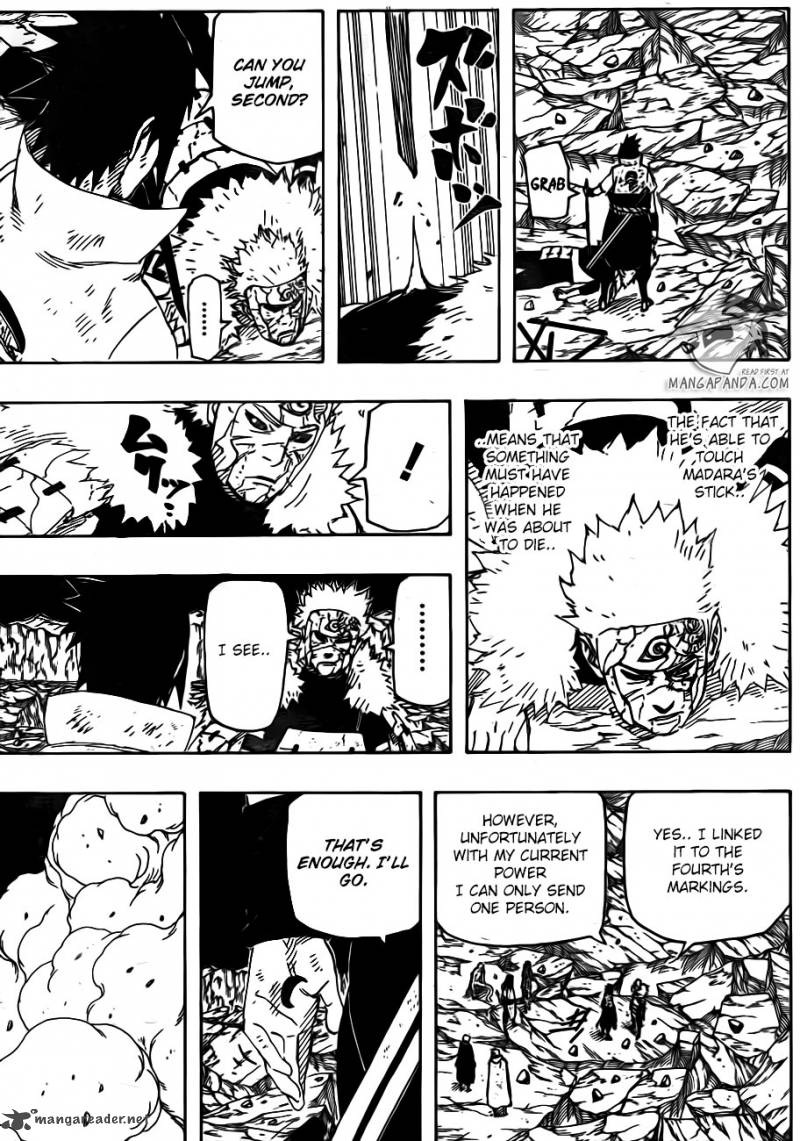 GRAB
READ FIRST AT
MANGAPANDA.COM
ズボッ
CAN YOU
JUMP,
SECOND?
......
THE FACT THAT
HE'S ABLE TO
TOUCH
MADARA'S
STICK..
..MEANS THAT
SOMETHING
MUST HAVE
HAPPENED
WHEN HE
WAS ABOUT
TO DIE..
!
ムクッ..
........
I SEE..
YES.. I LINKED
IT TO THE
FOURTH'S
MARKINGS.
HOWEVER,
UNFORTUNATELY
WITH MY CURRENT
POWER
I CAN ONLY SEND
ONE PERSON.
THAT'S
ENOUGH. I'LL
GO.
mangareader.net